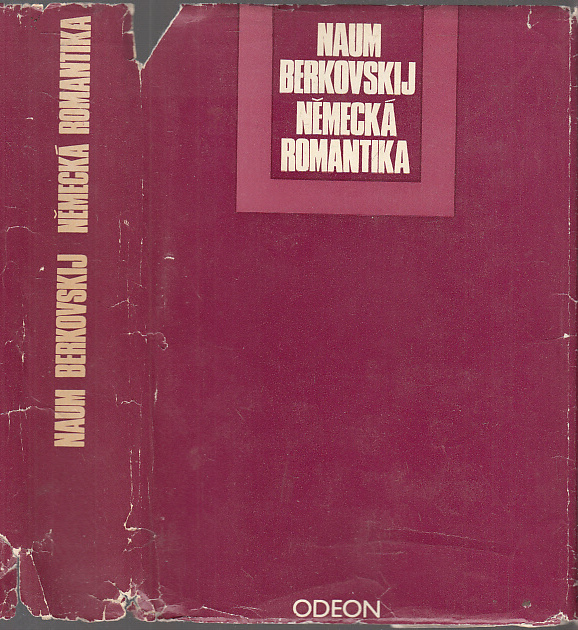 NAUM BERKOVSKIJ NĚMECKÁ ROMANTIKA
NAUM
BERKOVSKIJ
NĚMECKÁ
ROMANTIKA
ODEON